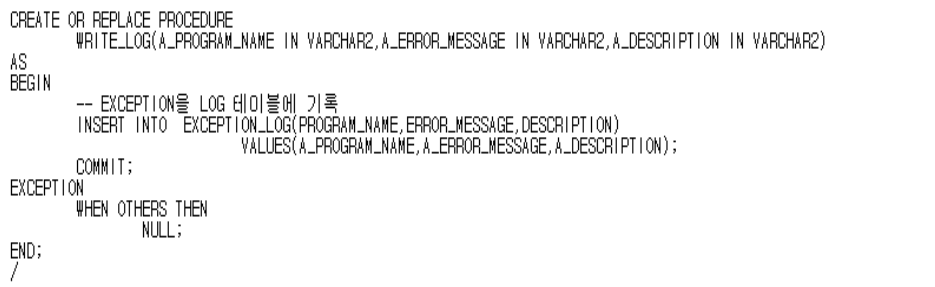 CREATE OR REPLACE PROCEDURE
WRITE_LOG(A_PROGRAM_NAME IN VARCHAR2,A_ERROR_MESSAGE IN VARCHAR2,A_DESCRIPTION IN VARCHAR2)
AS
BEGIN
-- EXCEPTION을 LOG 테이블에 기록
INSERT INTO EXCEPTION_LOG(PROGRAM_NAME,ERROR_MESSAGE,DESCRIPTION)
VALUES(A_PROGRAM_NAME,A_ERROR_MESSAGE,A_DESCRIPTION);
COMMIT;
EXCEPTION
WHEN OTHERS THEN
NULL;
END;
/